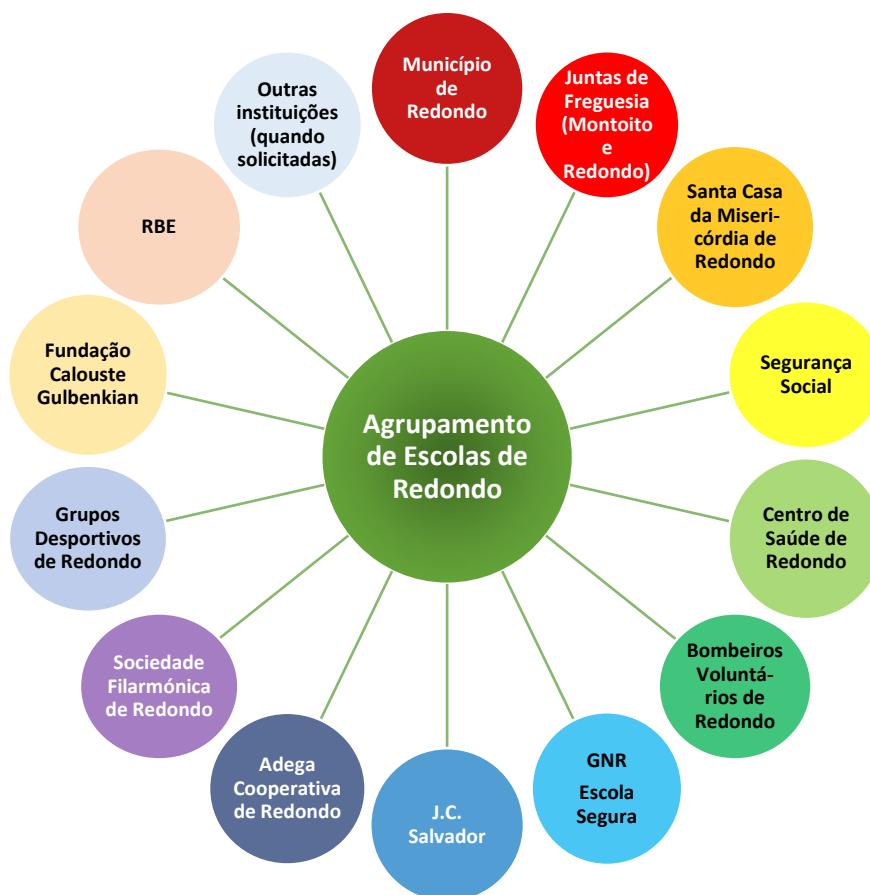 Município
de
Redondo
Juntas de
Freguesia
(Montoito
e
Redondo)
Santa Casa
da Miseri-
córdia de
Redondo
Segurança
Social
Centro de
Saúde de
Redondo
Bombeiros
Voluntá-
rios de
Redondo
GNR
Escola
Segura
J.C.
Salvador
Adega
Cooperativa
de Redondo
Sociedade
Filarmónica
de Redondo
Grupos
Desportivos
de Redondo
Fundação
Calouste
Gulbenkian
RBE
Outras
instituições
(quando
solicitadas)
Agrupamento
de Escolas de
Redondo